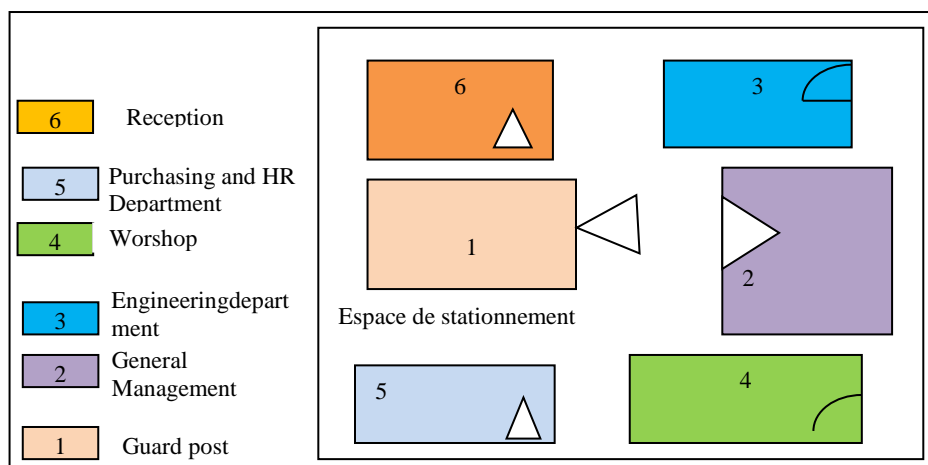 6
Reception
5
Purchasing and HR
Department
4
Worshop
3
Engineeringdepart
ment
2
General
Management
1
Guard post
6
3
1
2
Espace de stationnement
5
4